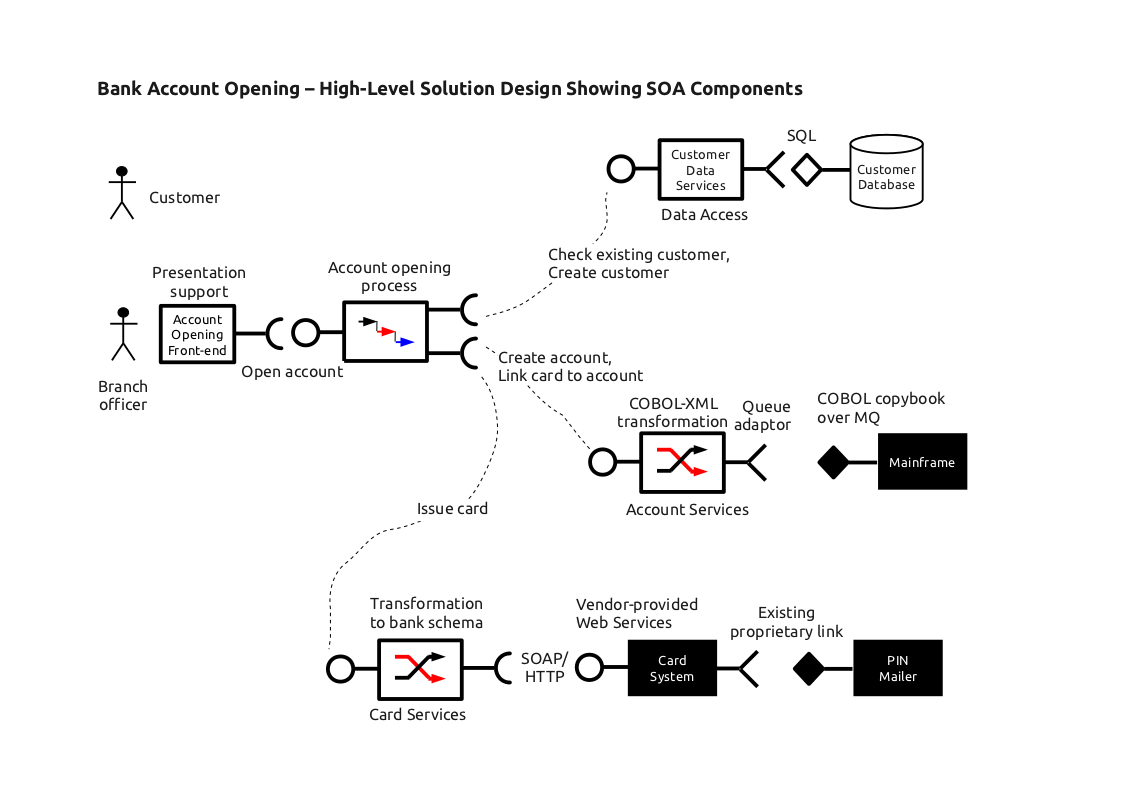 Bank Account Opening – High-Level Solution Design Showing SOA Components
SQL
Customer
Data
Services
Customer
Database
Data Access
Customer
Check existing customer,
Create customer
Presentation
support
Account opening
process
Account
Opening
Front-end
Open account
Branch
officer
Create account,
Link card to account
COBOL-XML
transformation
Queue
adaptor
COBOL copybook
over MQ
Mainframe
Account Services
Issue card
Transformation
to bank schema
Vendor-provided
Web Services
Existing
proprietary link
SOAP/
HTTP
Card
System
PIN
Mailer
Card Services